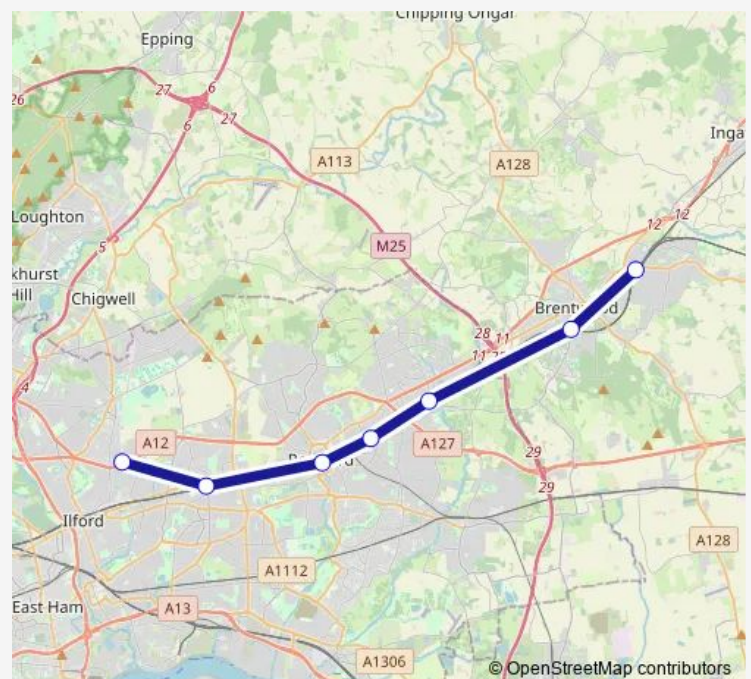 Chipping Ongar
Epping
26
27
6
6
27
A113
A128
Inga
Loughton
12
12
M25
5
khurst
Hill
Chigwell
Brentwood
28
11
11
4
A12
A127
29
29
Ilford
A128
A1112
East Ham
A13
A1306
© OpenStreetMap contributors